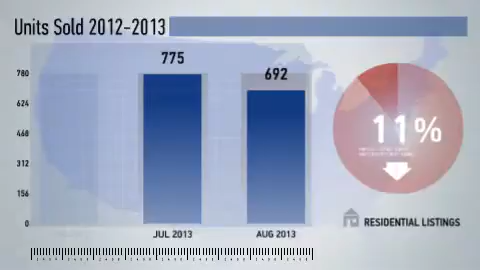 Units Sold 2012-2013
775
692
780
624
468
312
156
0
11%
JUL 2013
AUG 2013
RESIDENTIAL LISTINGS